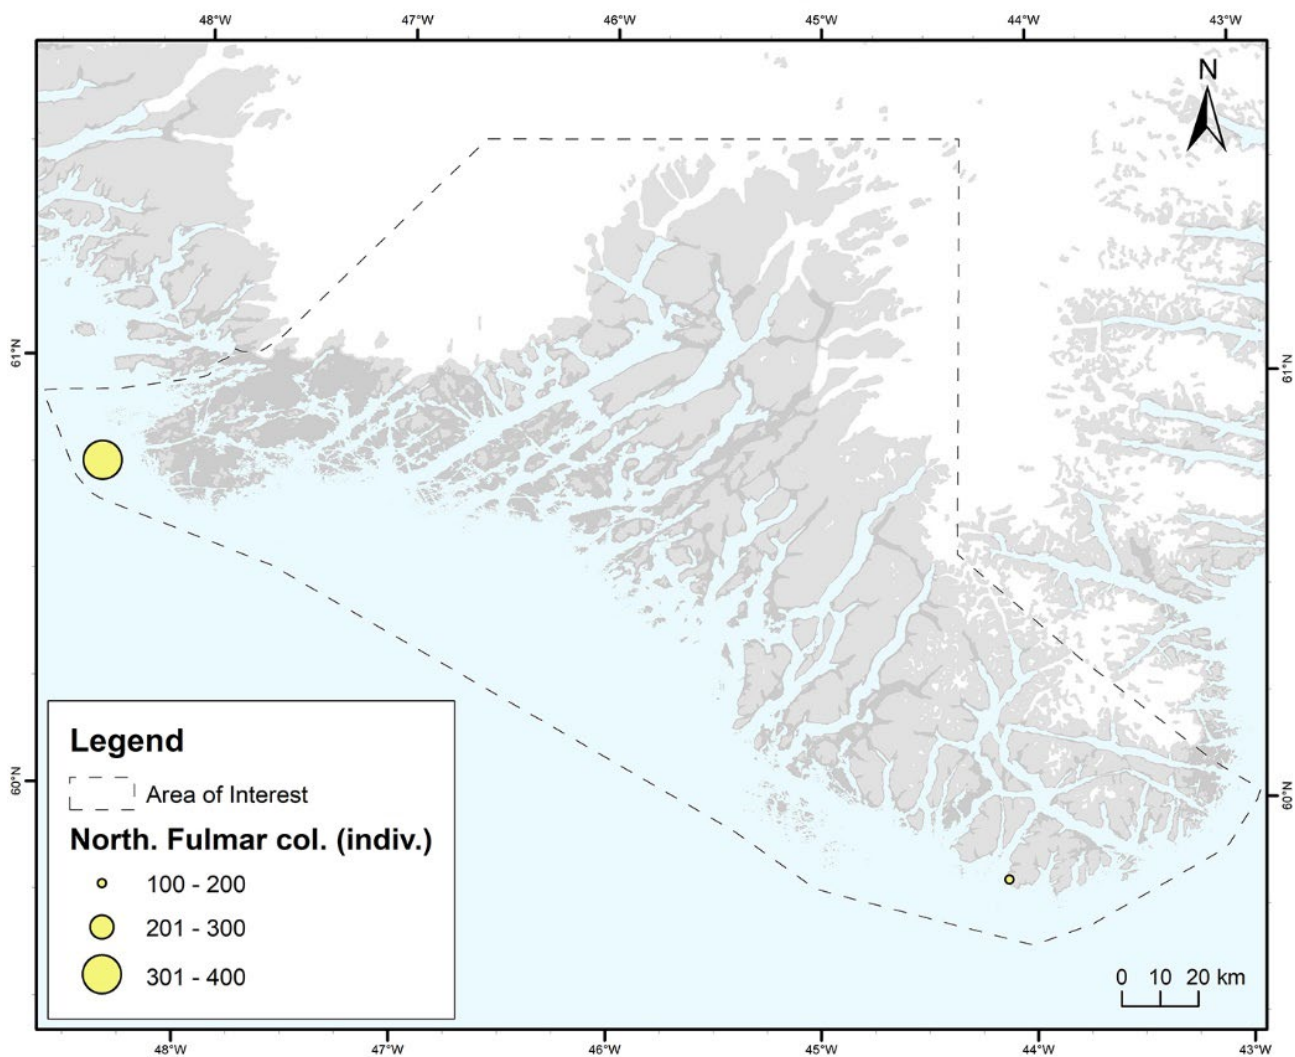 48°W 47°W 46°W 45°W 44°W 43°W
N
61°N 61°N
60°N 60°N
Legend
Area of Interest
North. Fulmar col. (indiv.)
100 - 200
201 - 300
301 - 400
0 10 20 km
48°W 47°W 46°W 45°W 44°W 43°W